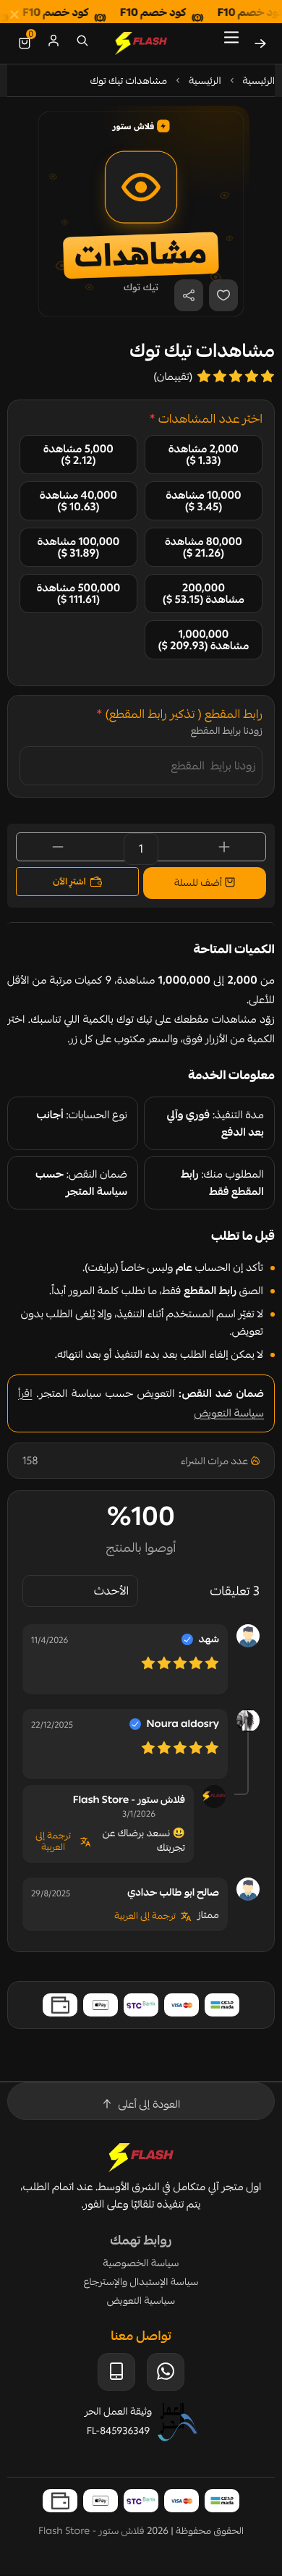 كود خصم F10 كود خصم F10 كود خصم F10
0
FLASH
الرئيسية > الرئيسية > مشاهدات تيك توك
فلاش ستور
مشاهدات
تيك توك
مشاهدات تيك توك
(تقييمان)
اختر عدد المشاهدات *
2,000 مشاهدة
(1.33 $)
5,000 مشاهدة
(2.12 $)
10,000 مشاهدة
(3.45 $)
40,000 مشاهدة
(10.63 $)
80,000 مشاهدة
(21.26 $)
100,000 مشاهدة
(31.89 $)
200,000
مشاهدة (53.15 $)
500,000 مشاهدة
(111.61 $)
1,000,000
مشاهدة (209.93 $)
رابط المقطع ( تذكير رابط المقطع) *
زودنا برابط المقطع
زودنا برابط المقطع
1
أضف للسلة
اشتر الآن
الكميات المتاحة
من 2,000 إلى 1,000,000 مشاهدة، 9 كميات مرتبة من الأقل
للأعلى.
زوّد مشاهدات مقطعك على تيك توك بالكمية اللي تناسبك. اختر
الكمية من الأزرار فوق، والسعر مكتوب على كل زر.
معلومات الخدمة
مدة التنفيذ: فوري وآلي
بعد الدفع
نوع الحسابات: أجانب
المطلوب منك: رابط
المقطع فقط
ضمان النقص: حسب
سياسة المتجر
قبل ما تطلب
تأكد إن الحساب عام وليس خاصاً (برايفت).
الصق رابط المقطع فقط، ما نطلب كلمة المرور أبداً.
لا تغيّر اسم المستخدم أثناء التنفيذ، وإلا يُلغى الطلب بدون
تعويض.
لا يمكن إلغاء الطلب بعد بدء التنفيذ أو بعد انتهائه.
ضمان ضد النقص: التعويض حسب سياسة المتجر. اقرأ
سياسة التعويض
عدد مرات الشراء 158
%100
أوصوا بالمنتج
3 تعليقات
الأحدث
شهد
11/4/2026
Noura aldosry
22/12/2025
فلاش ستور - Flash Store
3/1/2026
😃 نسعد برضاك عن
تجربتك
ترجمة إلى
العربية
صالح ابو طالب حدادي
29/8/2025
ممتاز
ترجمة إلى العربية
مدى mada VISA Pay STC Bank
العودة إلى أعلى
FLASH
اول متجر آلي متكامل في الشرق الأوسط. عند اتمام الطلب،
يتم تنفيذه تلقائيًا وعلى الفور.
روابط تهمك
سياسة الخصوصية
سياسة الإستبدال والإسترجاع
سياسية التعويض
تواصل معنا
وثيقة العمل الحر
FL-845936349
مدى mada VISA Pay STC Bank
الحقوق محفوظة | 2026 فلاش ستور - Flash Store